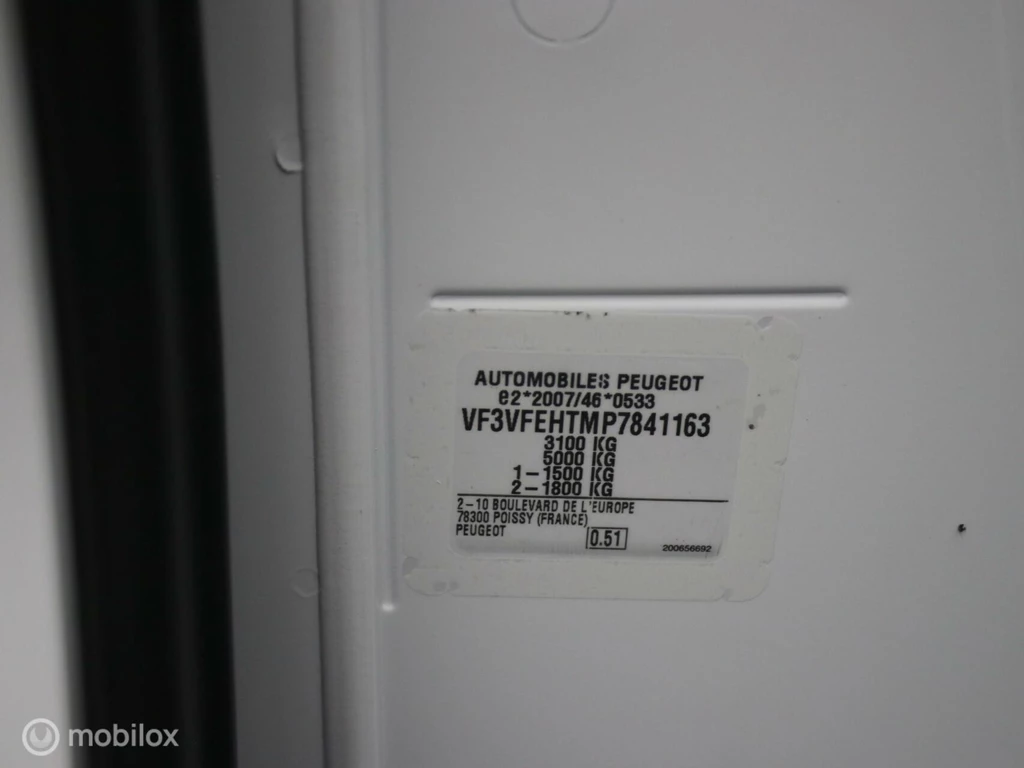 AUTOMOBILES PEUGEOT
e2*2007/46*0533
VF3VFEHTMP7841163
3100 KG
5000 KG
1-1500 KG
2-1800 KG
2-10 BOULEVARD DE L'EUROPE
78300 POISSY (FRANCE)
PEUGEOT
0.51
200656692
mobilox